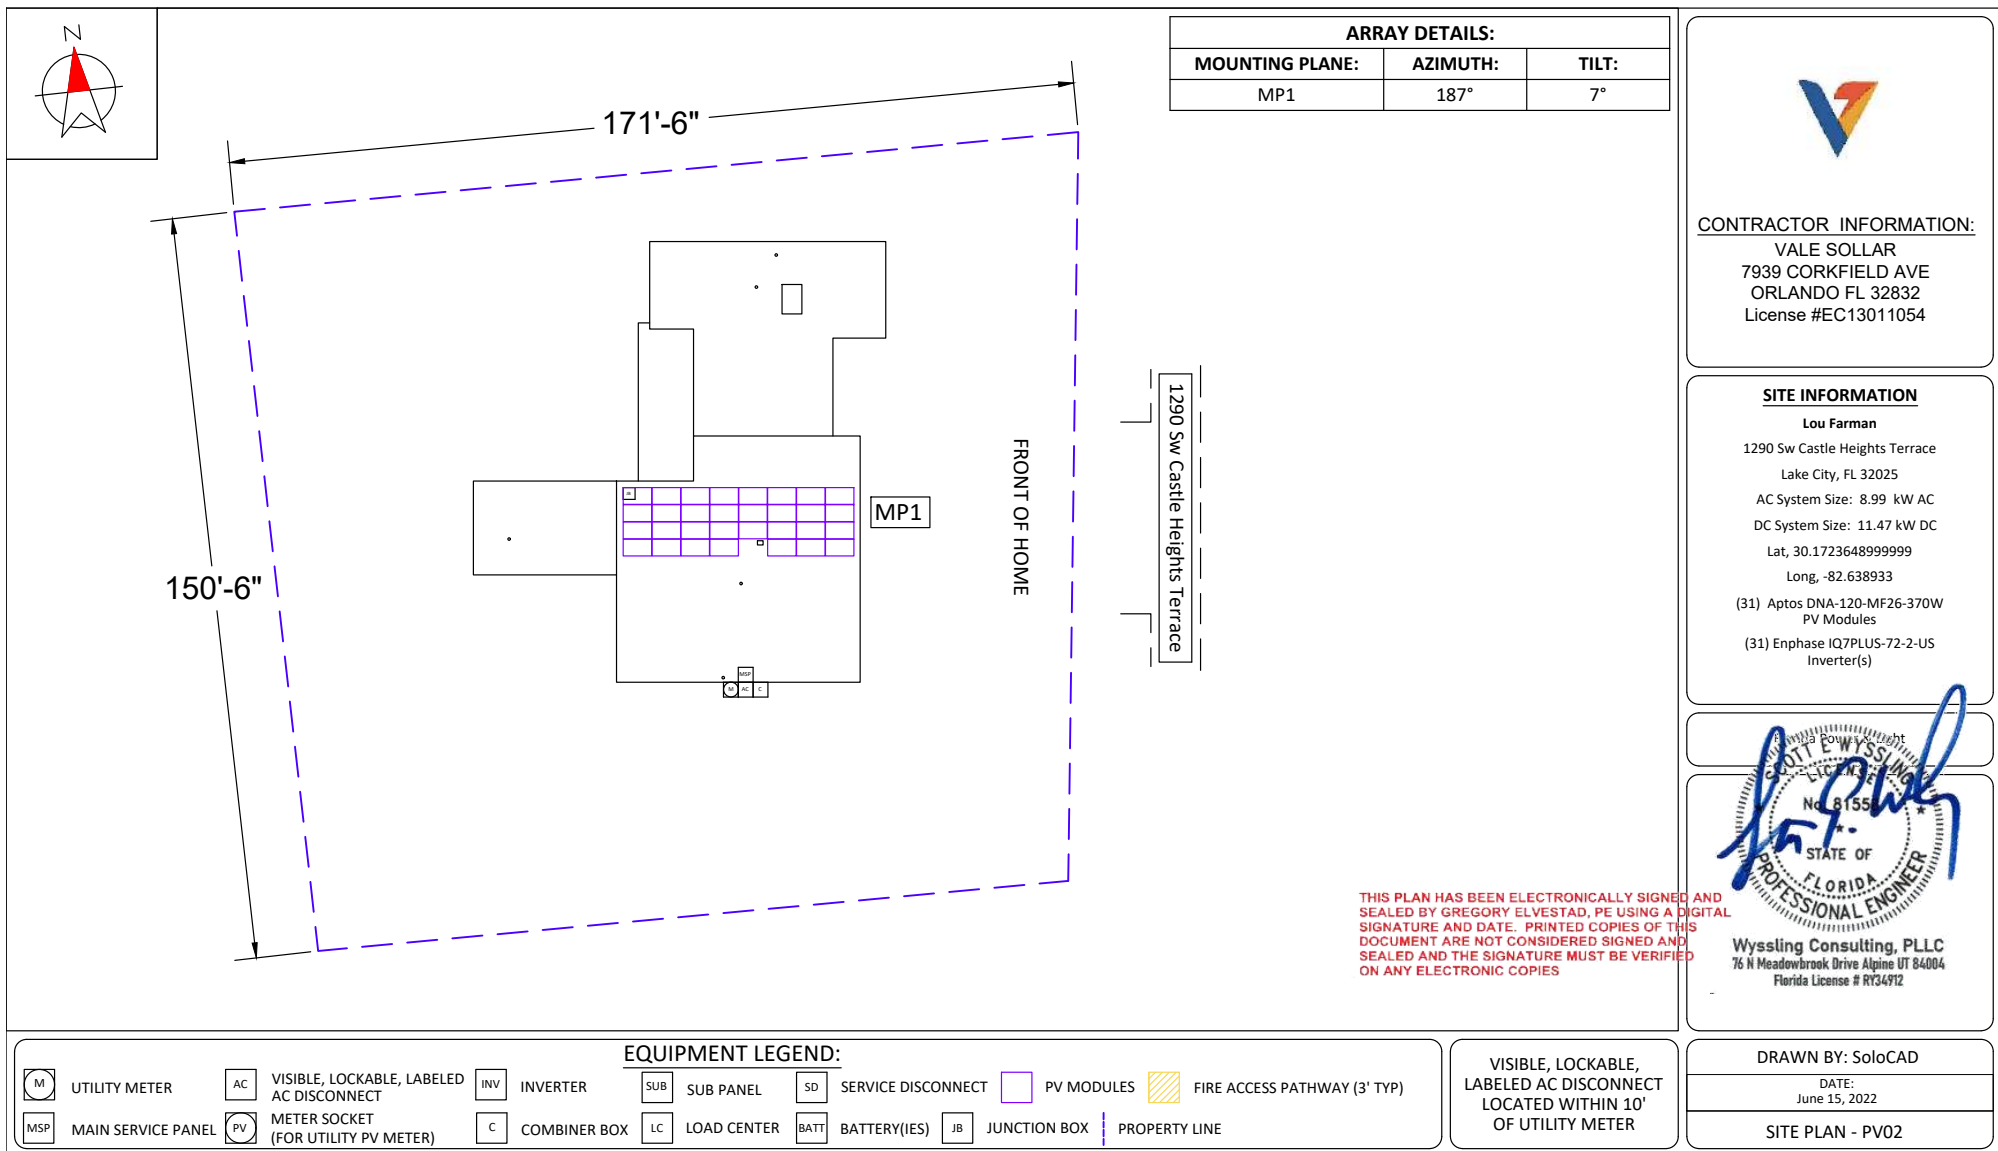 N
171'-6"
150'-6"
ARRAY DETAILS:
MOUNTING PLANE: AZIMUTH: TILT:
MP1 187° 7°
JB
MP1
FRONT OF HOME
1290 Sw Castle Heights Terrace
MSP
M AC C
CONTRACTOR INFORMATION:
VALE SOLLAR
7939 CORKFIELD AVE
ORLANDO FL 32832
License #EC13011054
SITE INFORMATION
Lou Farman
1290 Sw Castle Heights Terrace
Lake City, FL 32025
AC System Size: 8.99 kW AC
DC System Size: 11.47 kW DC
Lat, 30.1723648999999
Long, -82.638933
(31) Aptos DNA-120-MF26-370W
PV Modules
(31) Enphase IQ7PLUS-72-2-US
Inverter(s)
SCOTT E WYSSLING
LICENSE
STATE OF
FLORIDA
PROFESSIONAL ENGINEER
Wyssling Consulting, PLLC
76 N Meadowbrook Drive Alpine UT 84004
Florida License # RY34912
THIS PLAN HAS BEEN ELECTRONICALLY SIGNED AND
SEALED BY GREGORY ELVESTAD, PE USING A DIGITAL
SIGNATURE AND DATE. PRINTED COPIES OF THIS
DOCUMENT ARE NOT CONSIDERED SIGNED AND
SEALED AND THE SIGNATURE MUST BE VERIFIED
ON ANY ELECTRONIC COPIES
EQUIPMENT LEGEND:
M UTILITY METER
AC VISIBLE, LOCKABLE, LABELED
AC DISCONNECT
INV INVERTER
SUB SUB PANEL
SD SERVICE DISCONNECT
PV MODULES
FIRE ACCESS PATHWAY (3' TYP)
MSP MAIN SERVICE PANEL
PV METER SOCKET
(FOR UTILITY PV METER)
C COMBINER BOX
LC LOAD CENTER
BATT BATTERY(IES)
JB JUNCTION BOX
PROPERTY LINE
VISIBLE, LOCKABLE,
LABELED AC DISCONNECT
LOCATED WITHIN 10'
OF UTILITY METER
DRAWN BY: SoloCAD
DATE:
June 15, 2022
SITE PLAN - PV02